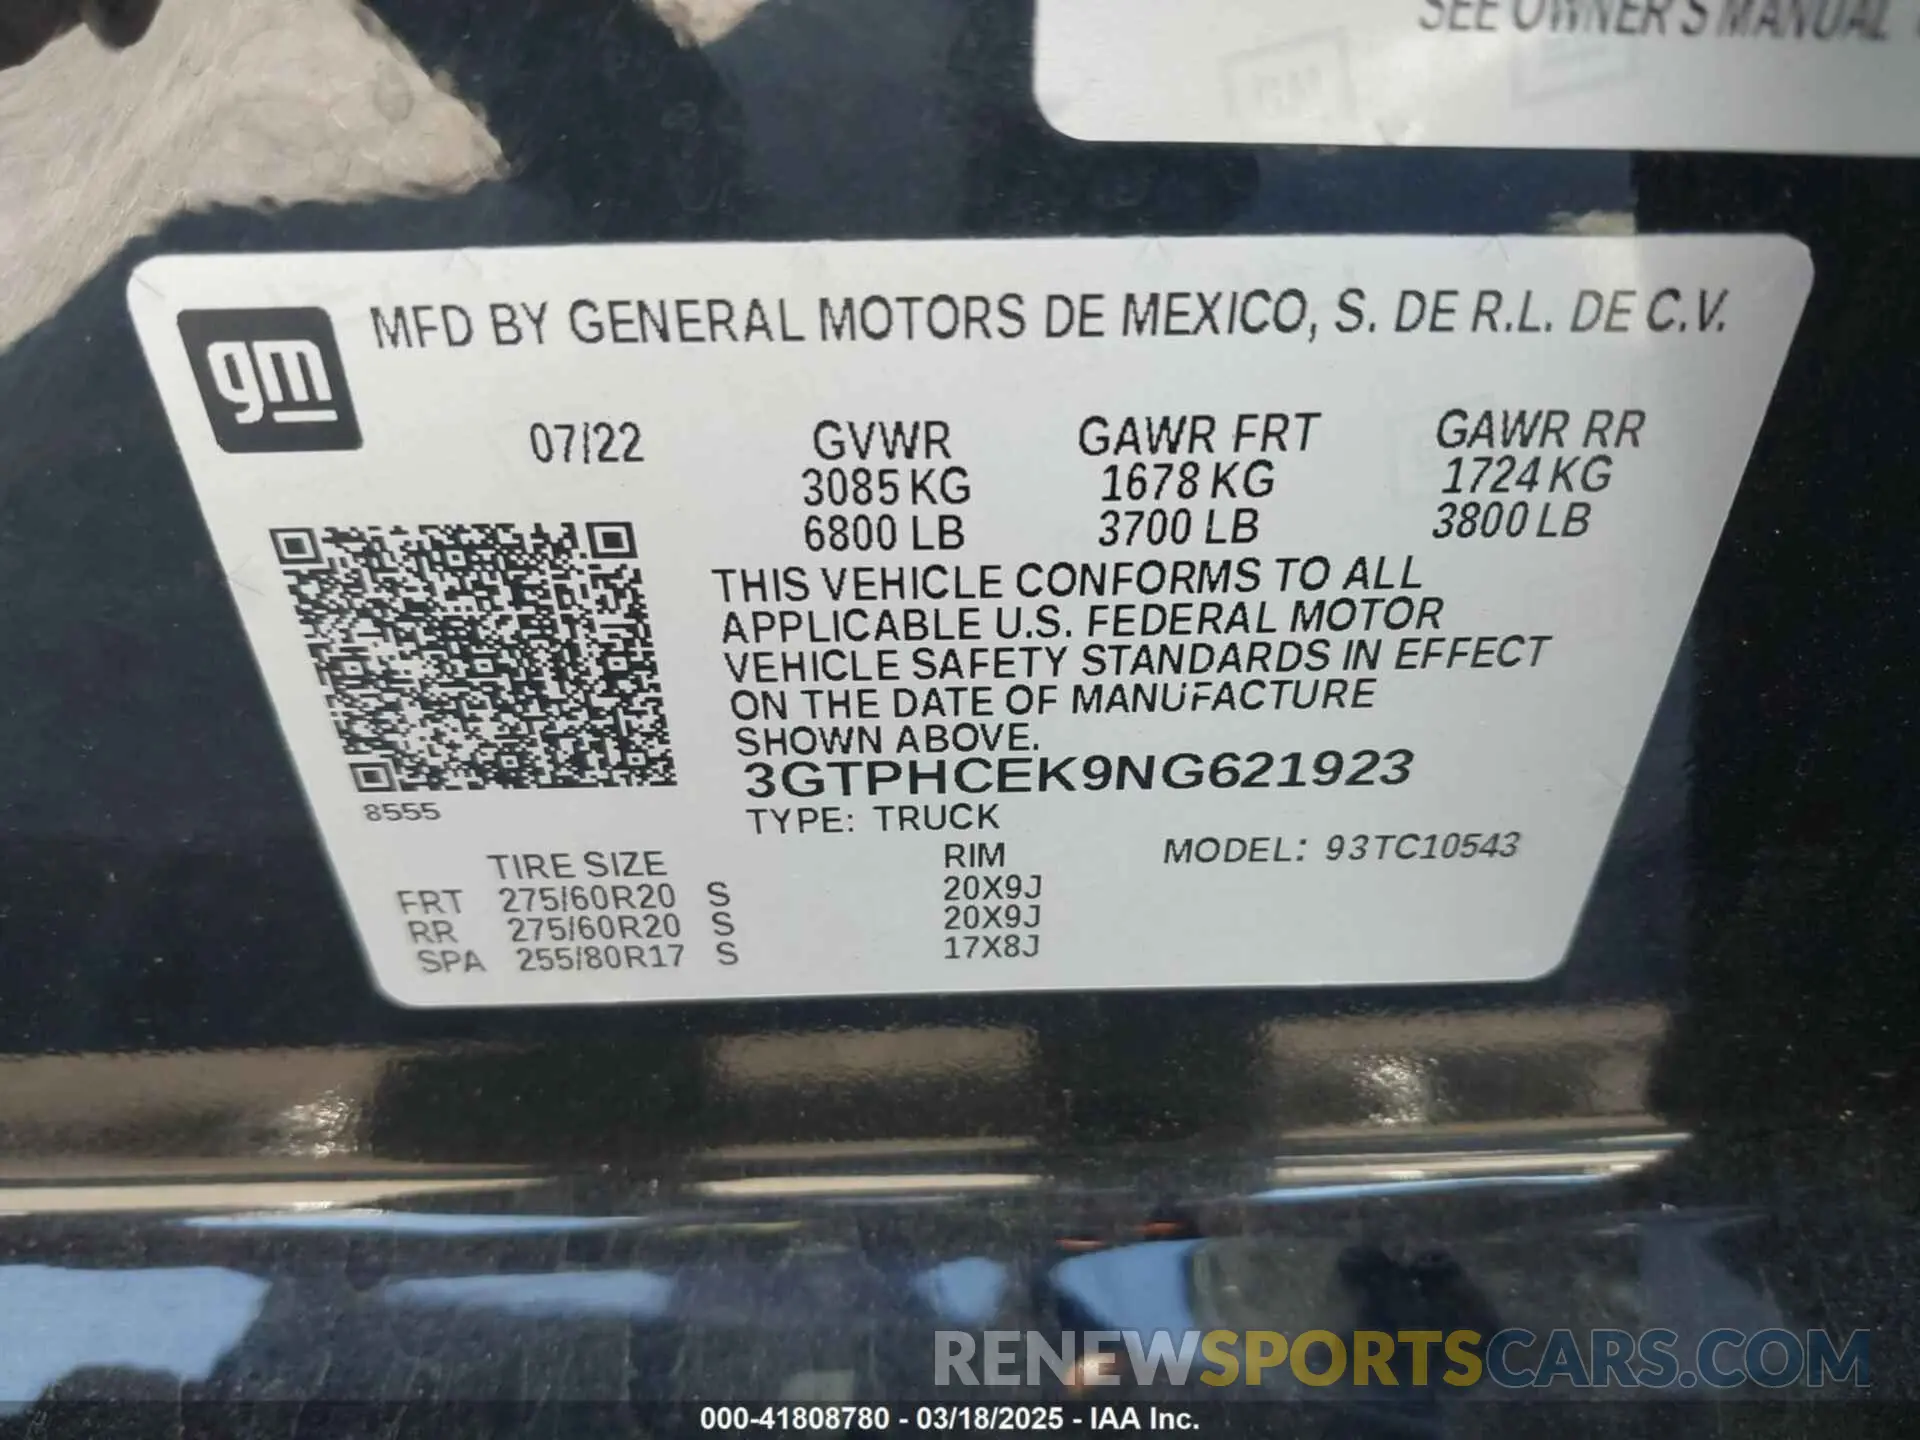 SEE OWNER'S MANUAL
GM
gm
MFD BY GENERAL MOTORS DE MEXICO, S. DE R.L. DE C.V.
07/22 GVWR GAWR FRT GAWR RR
3085 KG 1678 KG 1724 KG
6800 LB 3700 LB 3800 LB
THIS VEHICLE CONFORMS TO ALL
APPLICABLE U.S. FEDERAL MOTOR
VEHICLE SAFETY STANDARDS IN EFFECT
ON THE DATE OF MANUFACTURE
SHOWN ABOVE.
3GTPHCEK9NG621923
8555
TYPE: TRUCK
TIRE SIZE RIM MODEL: 93TC10543
FRT 275/60R20 S 20X9J
RR 275/60R20 S 20X9J
SPA 255/80R17 S 17X8J
RENEWSPORTSCARS.COM
000-41808780 - 03/18/2025 - IAA Inc.